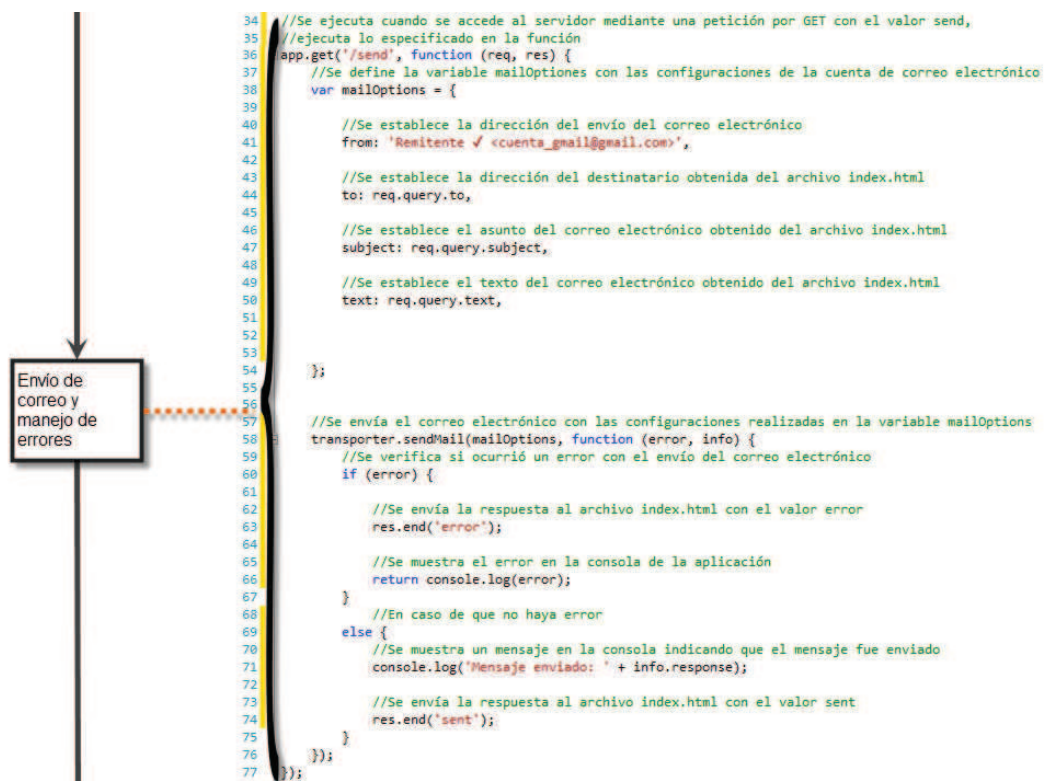 34 //Se ejecuta cuando se accede al servidor mediante una petición por GET con el valor send,
35 //ejecuta lo especificado en la función
36 app.get('/send', function (req, res) {
37 //Se define la variable mailOptiones con las configuraciones de la cuenta de correo electrónico
38 var mailOptions = {
39
40 //Se establece la dirección del envío del correo electrónico
41 from: 'Remitente ✓ <cuenta_gmail@gmail.com>',
42
43 //Se establece la dirección del destinatario obtenida del archivo index.html
44 to: req.query.to,
45
46 //Se establece el asunto del correo electrónico obtenido del archivo index.html
47 subject: req.query.subject,
48
49 //Se establece el texto del correo electrónico obtenido del archivo index.html
50 text: req.query.text,
51
52
53
54 };
55
56
57 //Se envía el correo electrónico con las configuraciones realizadas en la variable mailOptions
58 transporter.sendMail(mailOptions, function (error, info) {
59 //Se verifica si ocurrió un error con el envío del correo electrónico
60 if (error) {
61
62 //Se envía la respuesta al archivo index.html con el valor error
63 res.end('error');
64
65 //Se muestra el error en la consola de la aplicación
66 return console.log(error);
67 }
68 //En caso de que no haya error
69 else {
70 //Se muestra un mensaje en la consola indicando que el mensaje fue enviado
71 console.log('Mensaje enviado: ' + info.response);
72
73 //Se envía la respuesta al archivo index.html con el valor sent
74 res.end('sent');
75 }
76 });
77 });
Envío de
correo y
manejo de
errores